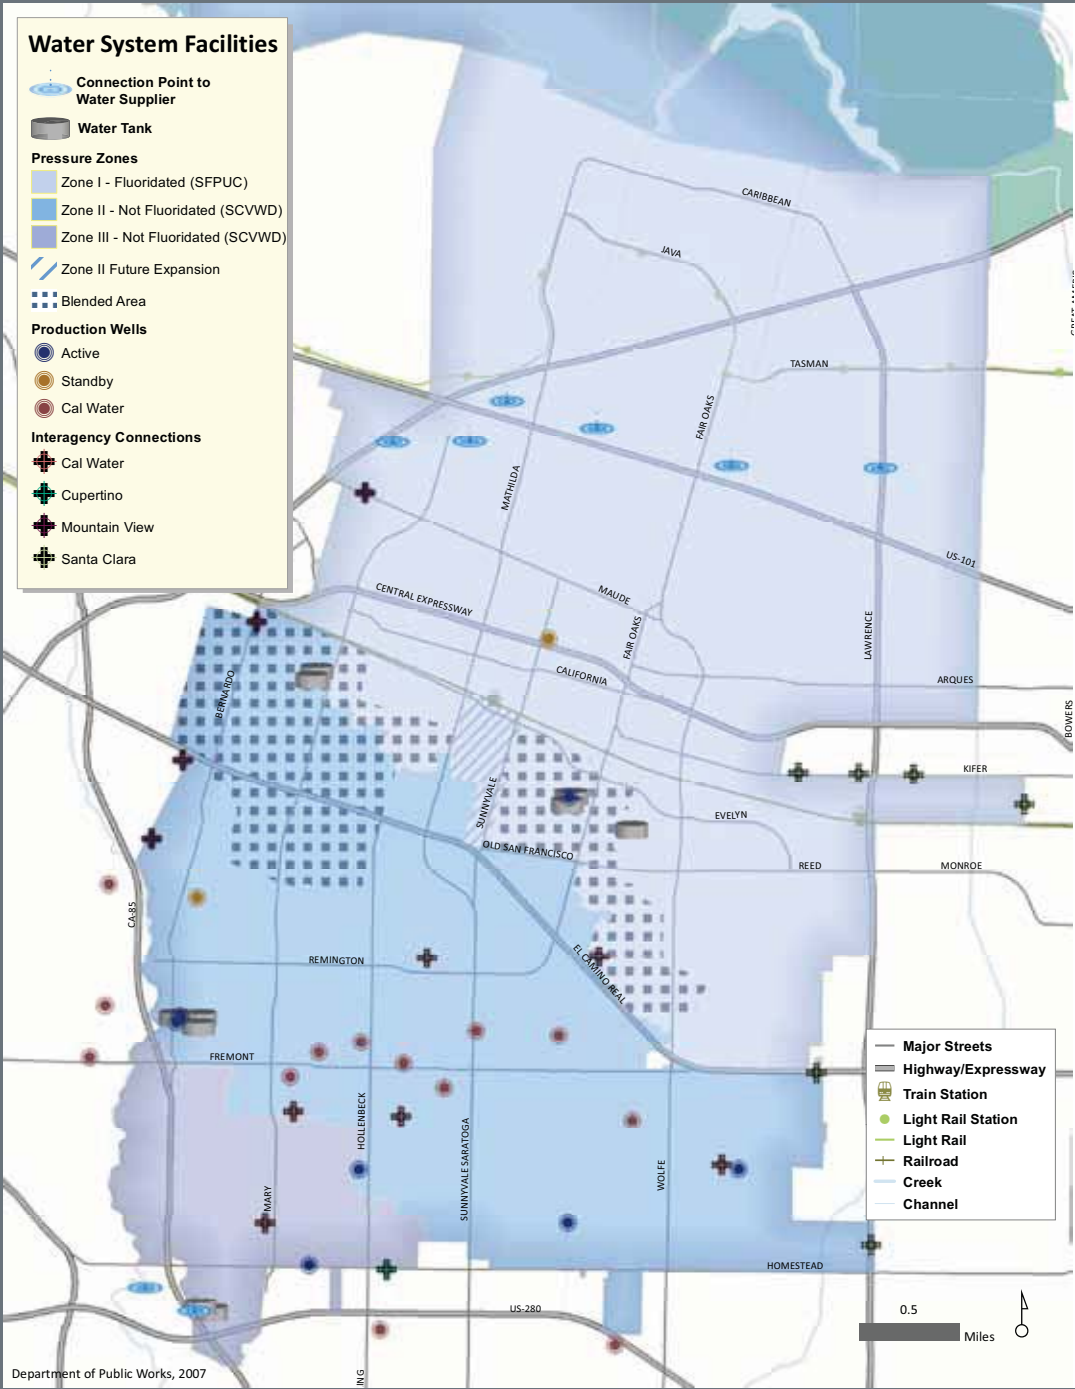 Water System Facilities
Connection Point to
Water Supplier
Water Tank
Pressure Zones
Zone I - Fluoridated (SFPUC)
Zone II - Not Fluoridated (SCVWD)
Zone III - Not Fluoridated (SCVWD)
Zone II Future Expansion
Blended Area
Production Wells
Active
Standby
Cal Water
Interagency Connections
Cal Water
Cupertino
Mountain View
Santa Clara
CARIBBEAN
JAVA
TASMAN
FAIR OAKS
MATHILDA
US-101
CENTRAL EXPRESSWAY
MAUDE
FAIR OAKS
LAWRENCE
CALIFORNIA
ARQUES
BERNARDO
BOWERS
KIFER
SUNNYVALE
EVELYN
OLD SAN FRANCISCO
REED
MONROE
CA-85
REMINGTON
EL CAMINO REAL
FREMONT
HOLLENBECK
SUNNYVALE SARATOGA
WOLFE
MARY
HOMESTEAD
US-280
ING
Major Streets
Highway/Expressway
Train Station
Light Rail Station
Light Rail
Railroad
Creek
Channel
0.5
Miles
Department of Public Works, 2007